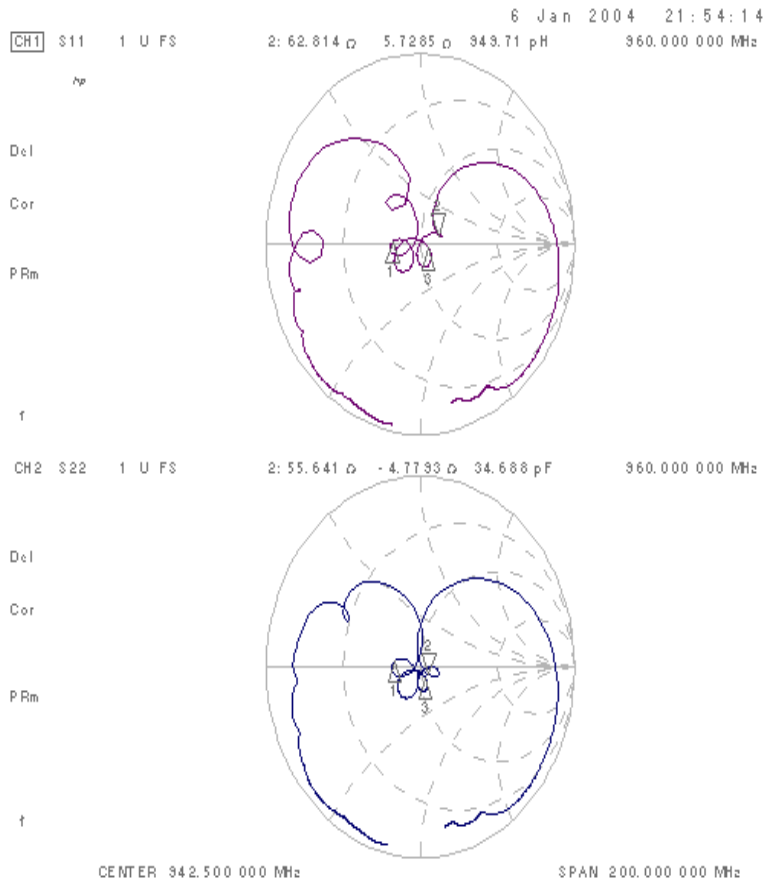 6 Jan 2004 21:54:14
CH1 S11 1 U FS 2: 62.814 Ω 5.7285 Ω 949.71 pH 960.000 000 MHz
hp
Del
Cor
PRm
2
1
3
↑
CH2 S22 1 U FS 2: 55.641 Ω -4.7793 Ω 34.688 pF 960.000 000 MHz
Del
Cor
2
PRm
1
3
↑
CENTER 942.500 000 MHz SPAN 200.000 000 MHz